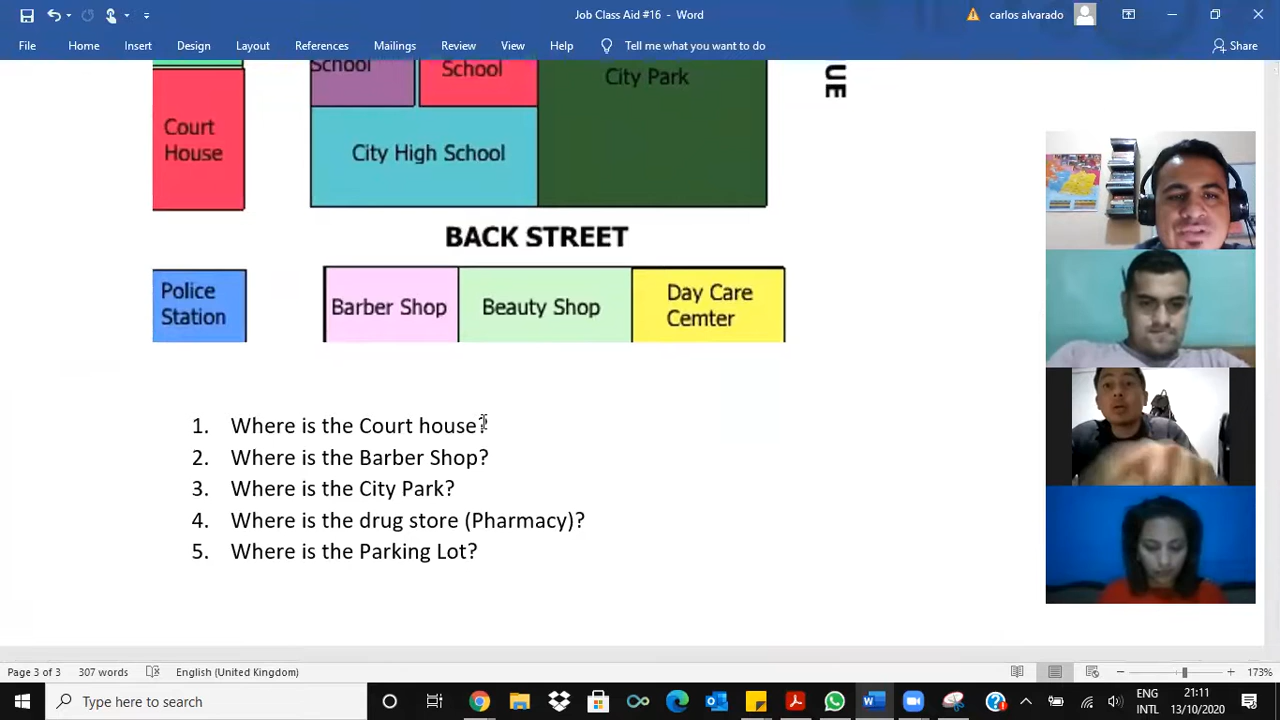 Job Class Aid #16 - Word
carlos alvarado
File Home Insert Design Layout References Mailings Review View Help Tell me what you want to do Share
School School City Park UE
Court
House
City High School
BACK STREET
Police
Station
Barber Shop
Beauty Shop
Day Care
Cemter
1. Where is the Court house?
2. Where is the Barber Shop?
3. Where is the City Park?
4. Where is the drug store (Pharmacy)?
5. Where is the Parking Lot?
Page 3 of 3 307 words English (United Kingdom) 173%
Type here to search
ENG
INTL
21:11
13/10/2020